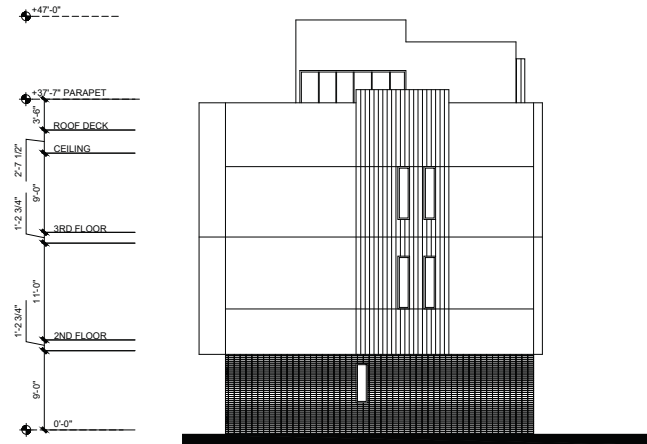 +47'-0"
+37'-7" PARAPET
3'-6"
ROOF DECK
2'-7 1/2"
CEILING
9'-0"
1'-2 3/4"
3RD FLOOR
11'-0"
1'-2 3/4"
2ND FLOOR
9'-0"
0'-0"